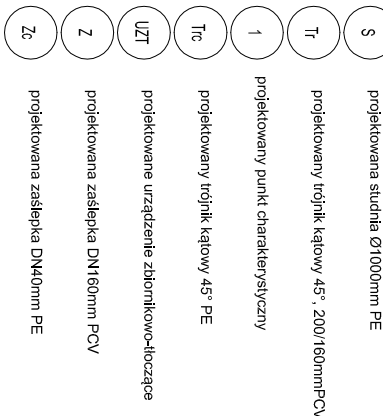 S projektowana studnia Ø1000mm PE
Tr projektowany trójnik kątowy 45°, 200/160mmPCV
1 projektowany punkt charakterystyczny
Trc projektowany trójnik kątowy 45° PE
UZT projektowane urządzenie zbiornikowo-tłoczące
Z projektowana zaślepka DN160mm PCV
Zc projektowana zaślepka DN40mm PE